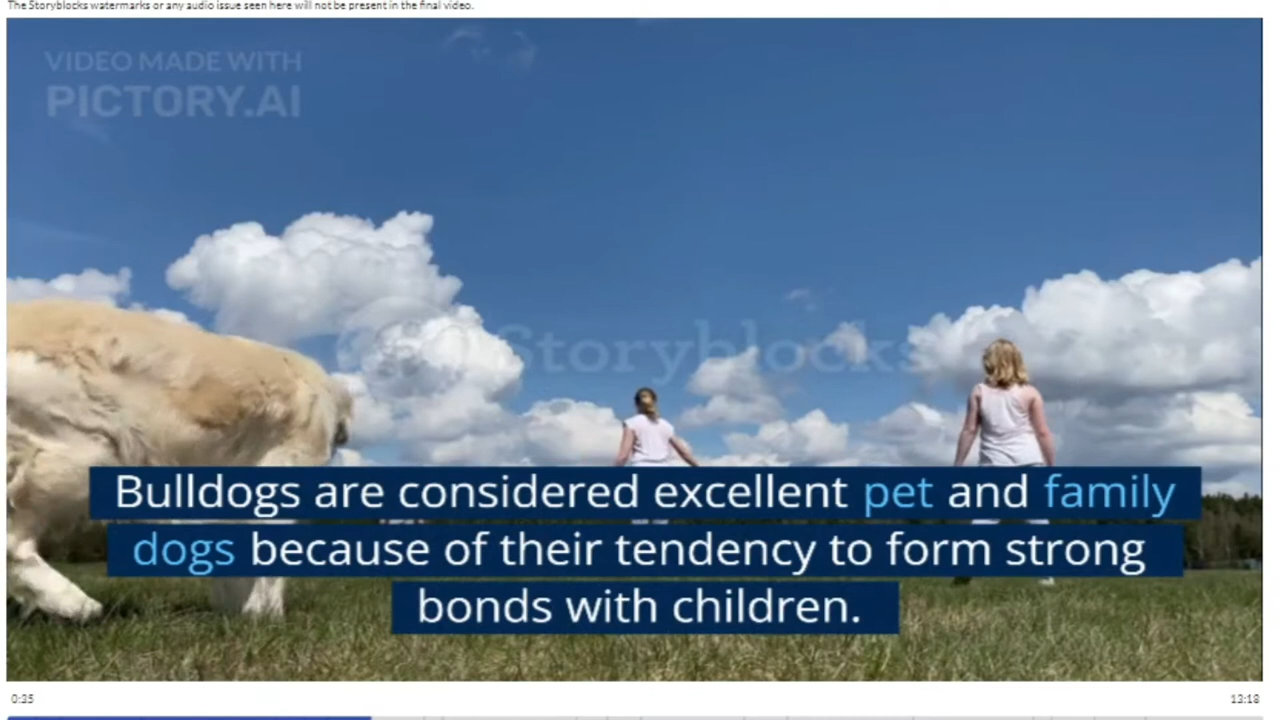 The Storyblocks watermarks or any audio issue seen here will not be present in the final video.
VIDEO MADE WITH
PICTORY.AI
Storyblocks
Bulldogs are considered excellent pet and family
dogs because of their tendency to form strong
bonds with children.
0:35
13:18